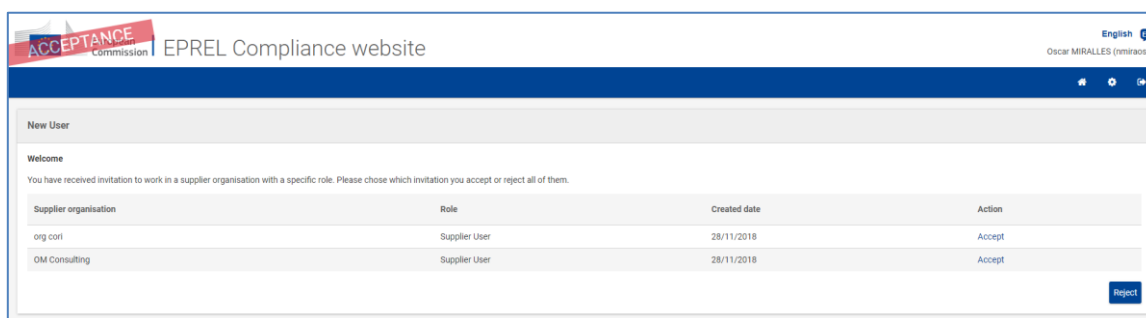 ACCEPTANCE
European
Commission
EPREL Compliance website
English
Oscar MIRALLES (nmiraos
New User
Welcome
You have received invitation to work in a supplier organisation with a specific role. Please chose which invitation you accept or reject all of them.
Supplier organisation Role Created date Action
org cori Supplier User 28/11/2018 Accept
OM Consulting Supplier User 28/11/2018 Accept
Reject